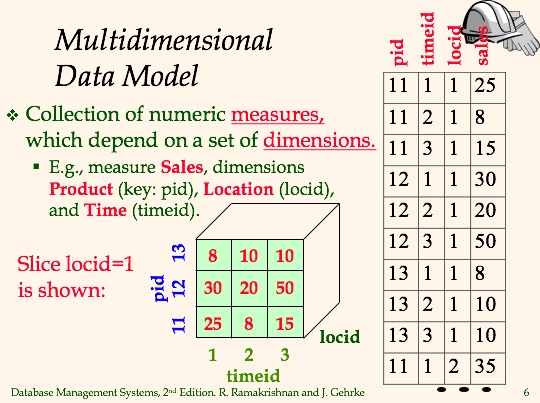 Multidimensional
Data Model
❖ Collection of numeric measures,
which depend on a set of dimensions.
▪ E.g., measure Sales, dimensions
Product (key: pid), Location (locid),
and Time (timeid).
Slice locid=1
is shown:
pid
13 8 10 10
12 30 20 50
11 25 8 15
1 2 3
timeid
locid
pid timeid locid sales
11 1 1 25
11 2 1 8
11 3 1 15
12 1 1 30
12 2 1 20
12 3 1 50
13 1 1 8
13 2 1 10
13 3 1 10
11 1 2 35
• • •
Database Management Systems, 2nd Edition. R. Ramakrishnan and J. Gehrke
6